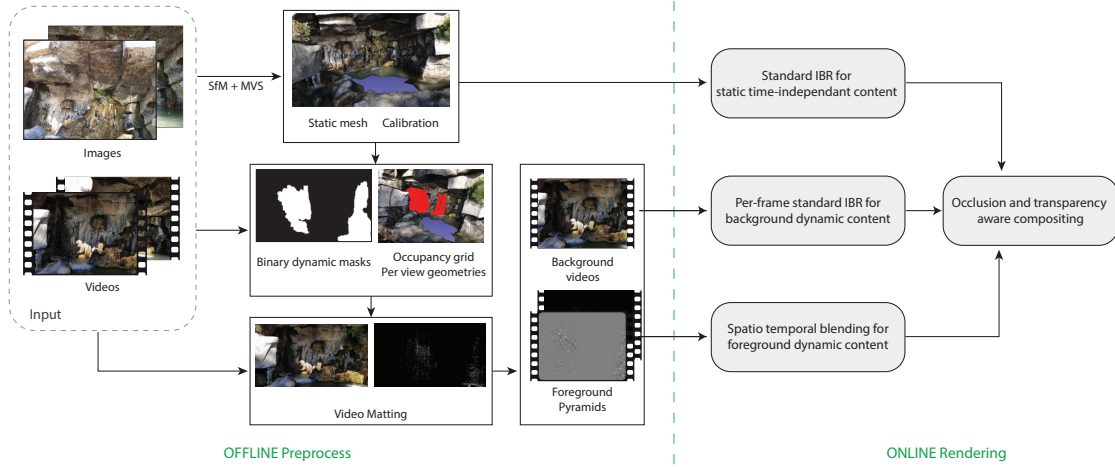 Images
Videos
Input
SfM + MVS
Static mesh
Calibration
Binary dynamic masks
Occupancy grid
Per view geometries
Video Matting
Background
videos
Foreground
Pyramids
OFFLINE Preprocess
Standard IBR for
static time-independant content
Per-frame standard IBR for
background dynamic content
Spatio temporal blending for
foreground dynamic content
Occlusion and transparency
aware compositing
ONLINE Rendering